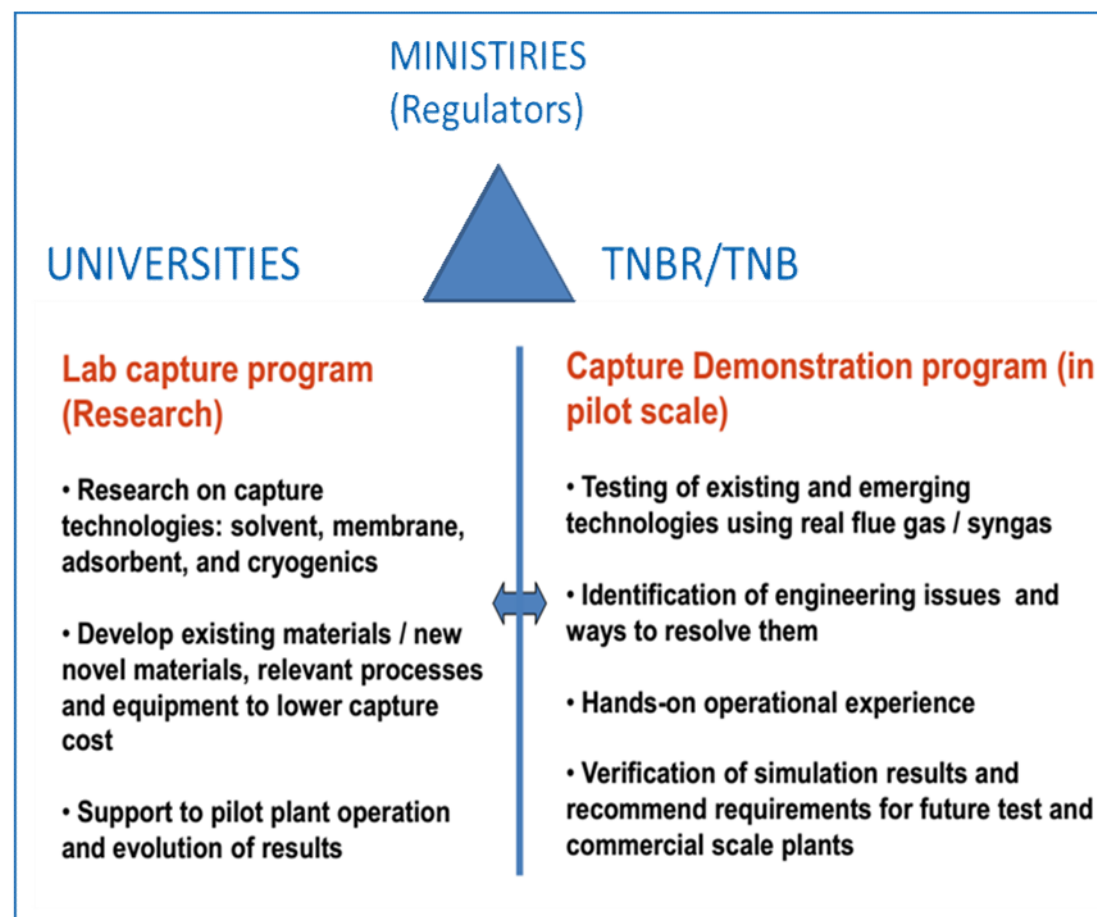 MINISTIRIES
(Regulators)
UNIVERSITIES
TNBR/TNB
Lab capture program
(Research)
• Research on capture
technologies: solvent, membrane,
adsorbent, and cryogenics
• Develop existing materials / new
novel materials, relevant processes
and equipment to lower capture
cost
• Support to pilot plant operation
and evolution of results
Capture Demonstration program (in
pilot scale)
• Testing of existing and emerging
technologies using real flue gas / syngas
• Identification of engineering issues and
ways to resolve them
• Hands-on operational experience
• Verification of simulation results and
recommend requirements for future test and
commercial scale plants